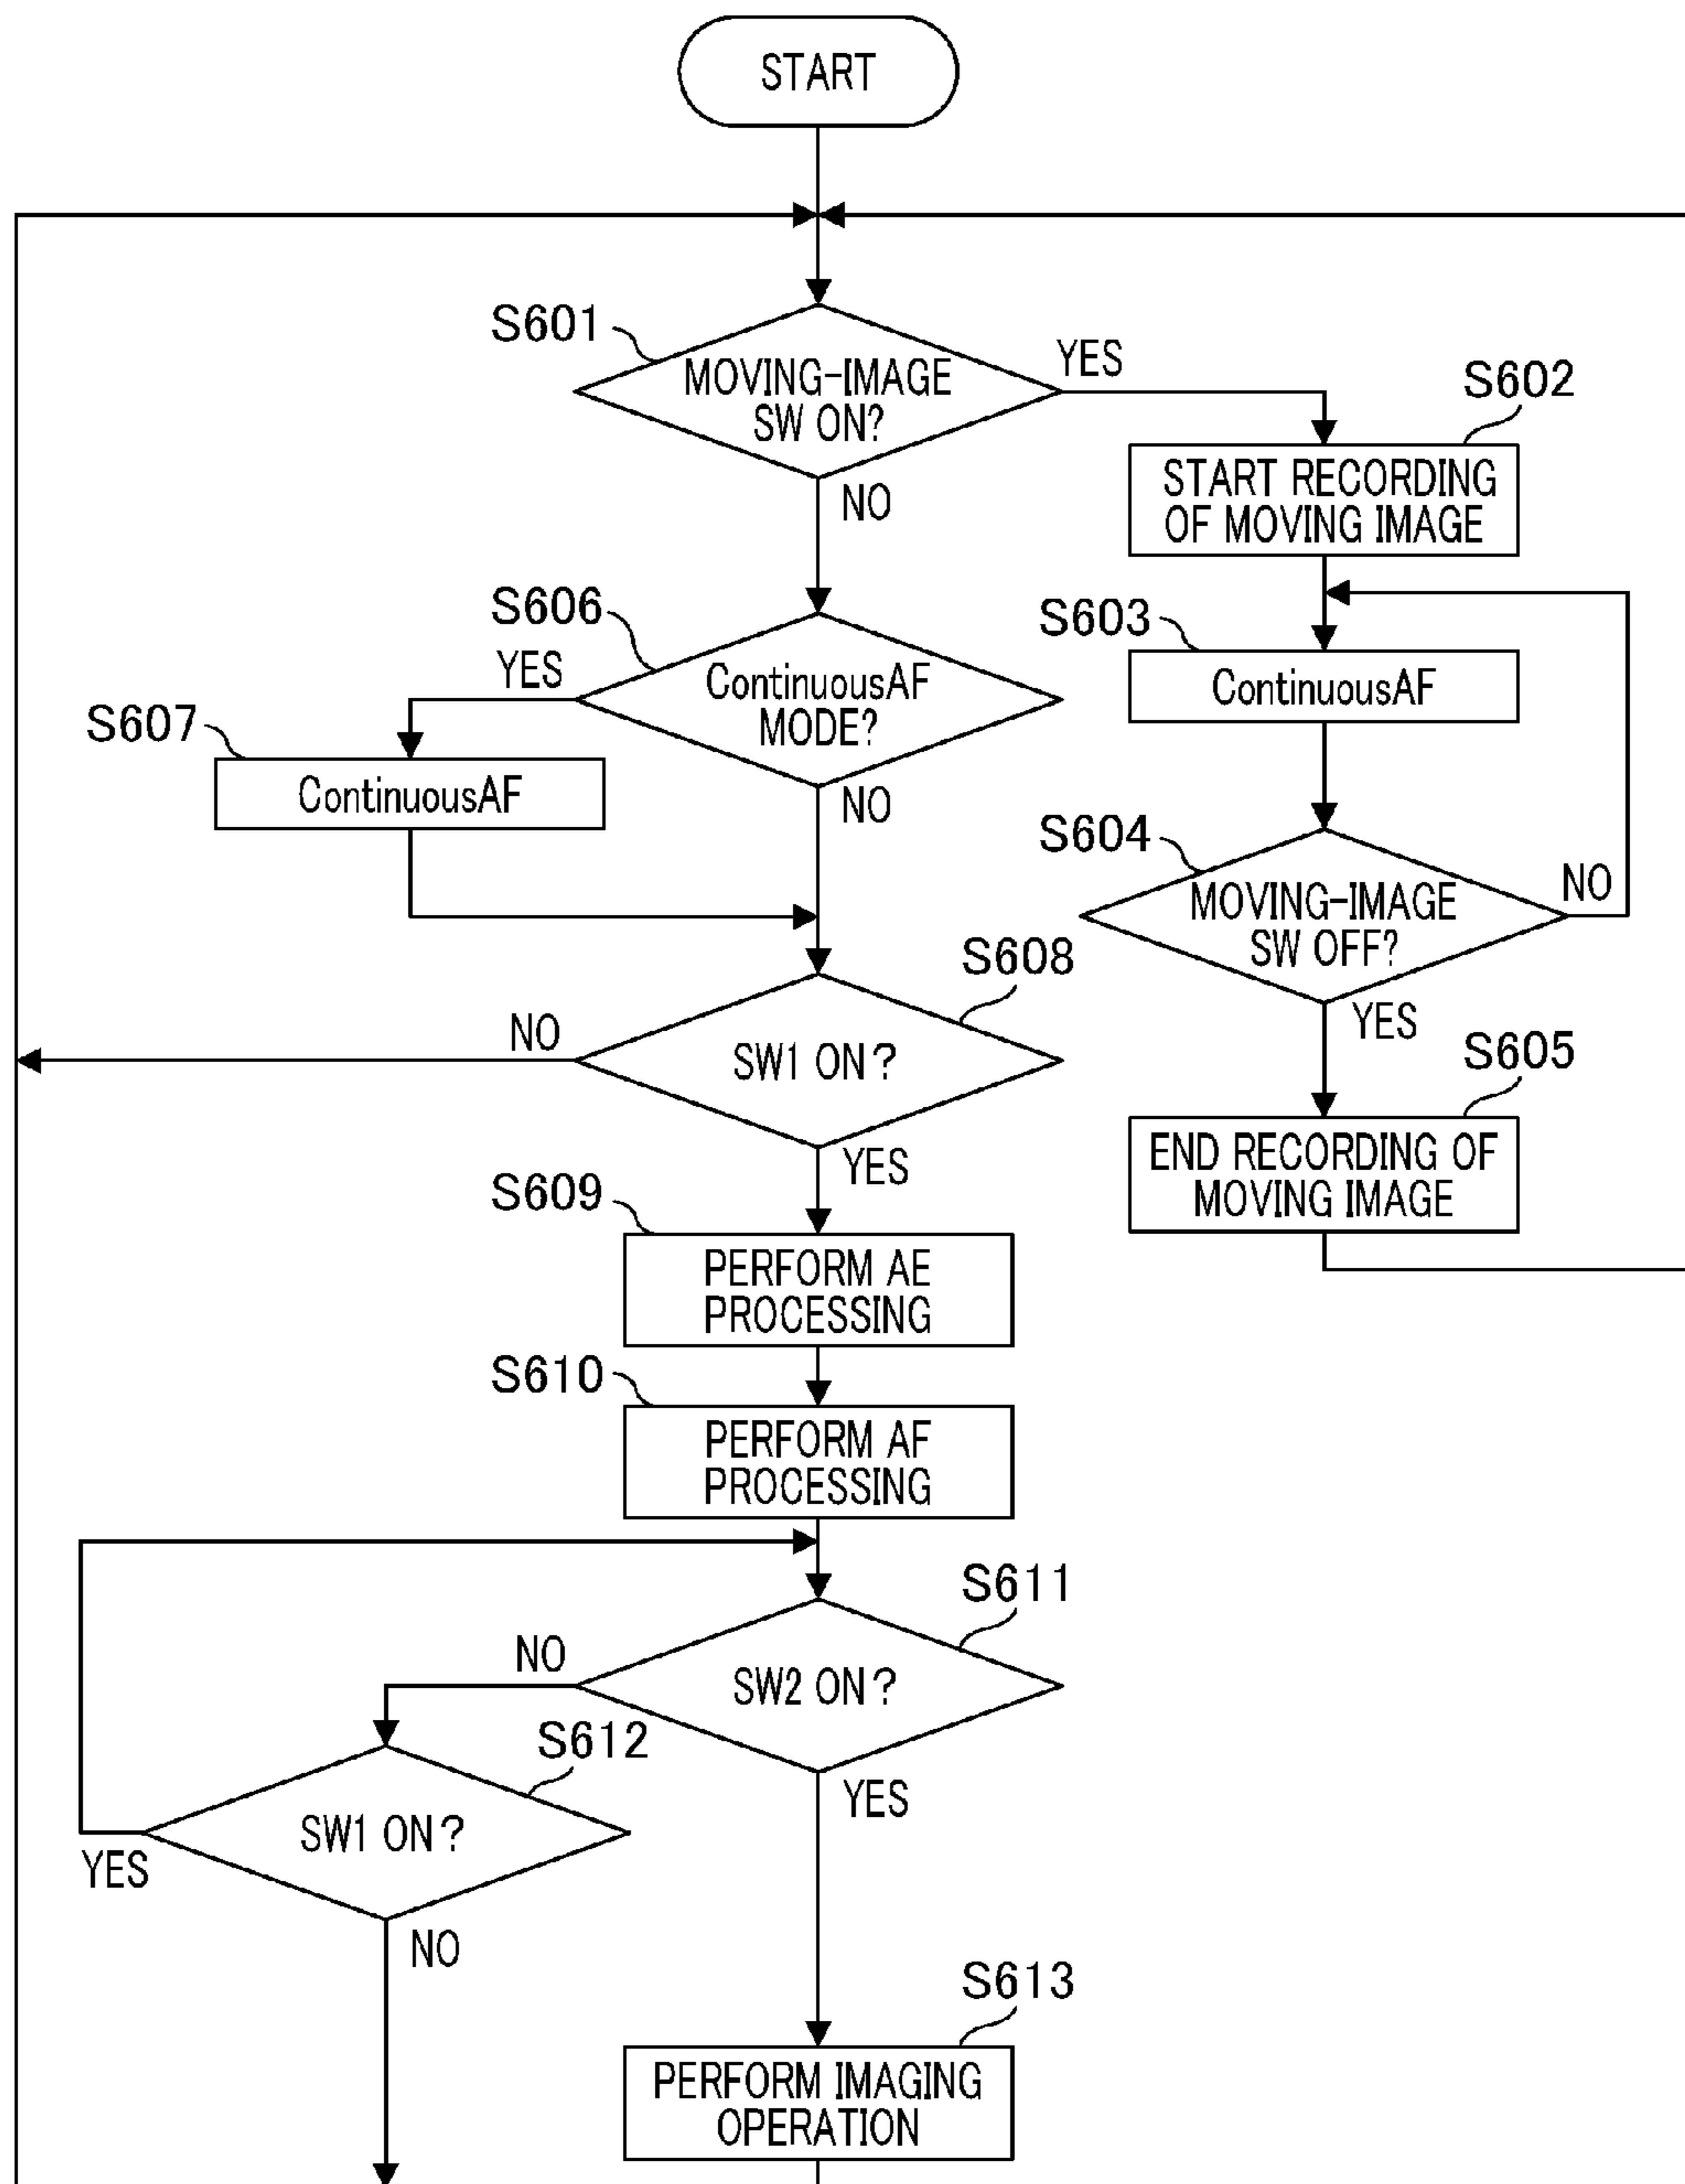 START
S601
MOVING-IMAGE
SW ON?
YES
NO
S602
START RECORDING
OF MOVING IMAGE
S603
ContinuousAF
S604
MOVING-IMAGE
SW OFF?
NO
YES
S605
END RECORDING OF
MOVING IMAGE
S606
ContinuousAF
MODE?
YES
NO
S607
ContinuousAF
S608
SW1 ON?
NO
YES
S609
PERFORM AE
PROCESSING
S610
PERFORM AF
PROCESSING
S611
SW2 ON?
NO
YES
S612
SW1 ON?
YES
NO
S613
PERFORM IMAGING
OPERATION